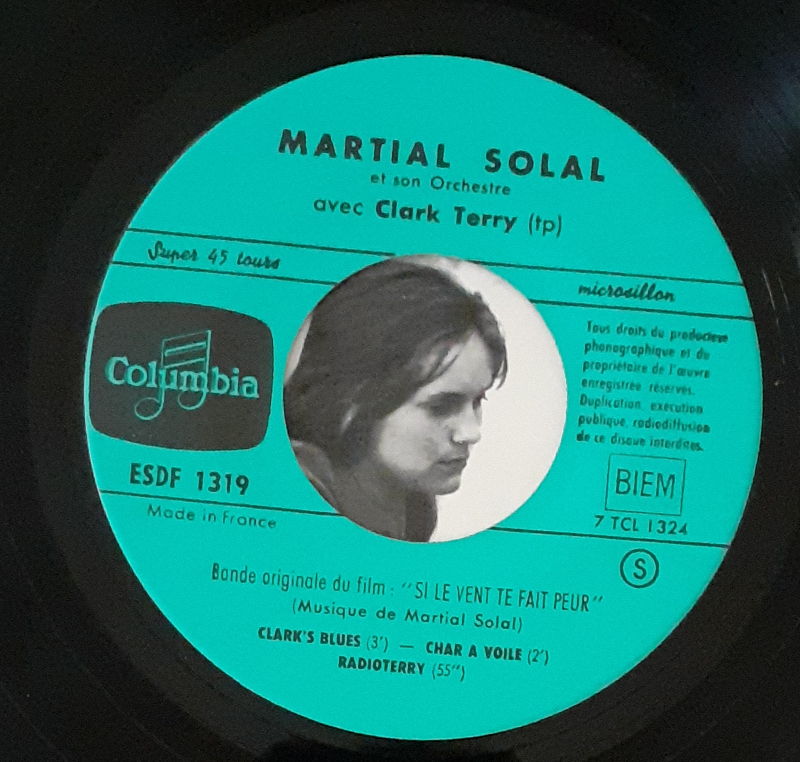 MARTIAL SOLAL
et son Orchestre
avec Clark Terry (tp)
Super 45 tours
microsillon
Columbia
Tous droits du producteur
phonographique et du
propriétaire de l'œuvre
enregistrée réservés.
Duplication, exécution
publique, radiodiffusion
de ce disque interdites.
BIEM
ESDF 1319
7 TCL 1324
Made in France
S
Bande originale du film : "SI LE VENT TE FAIT PEUR"
(Musique de Martial Solal)
CLARK'S BLUES (3') — CHAR A VOILE (2')
RADIOTERRY (55")